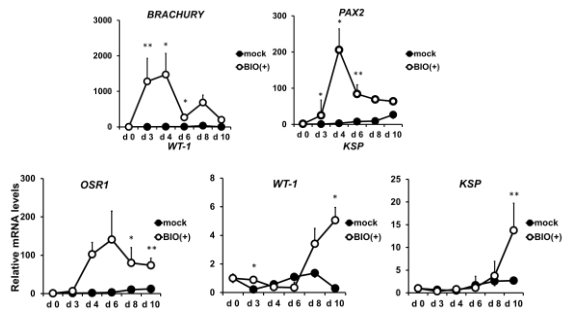 BRACHURY
3000
2000
1000
0
** * *
mock
BIO(+)
d 0 d 3 d 4 d 6 d 8 d 10
WT-1
PAX2
300
200
100
0
* * **
mock
BIO(+)
d 0 d 3 d 4 d 6 d 8 d 10
KSP
Relative mRNA levels
OSR1
300
200
100
0
* **
mock
BIO(+)
d 0 d 3 d 4 d 6 d 8 d 10
WT-1
8
6
4
2
0
* *
mock
BIO(+)
d 0 d 3 d 4 d 6 d 8 d 10
KSP
25
20
15
10
5
0
**
mock
BIO(+)
d 0 d 3 d 4 d 6 d 8 d 10